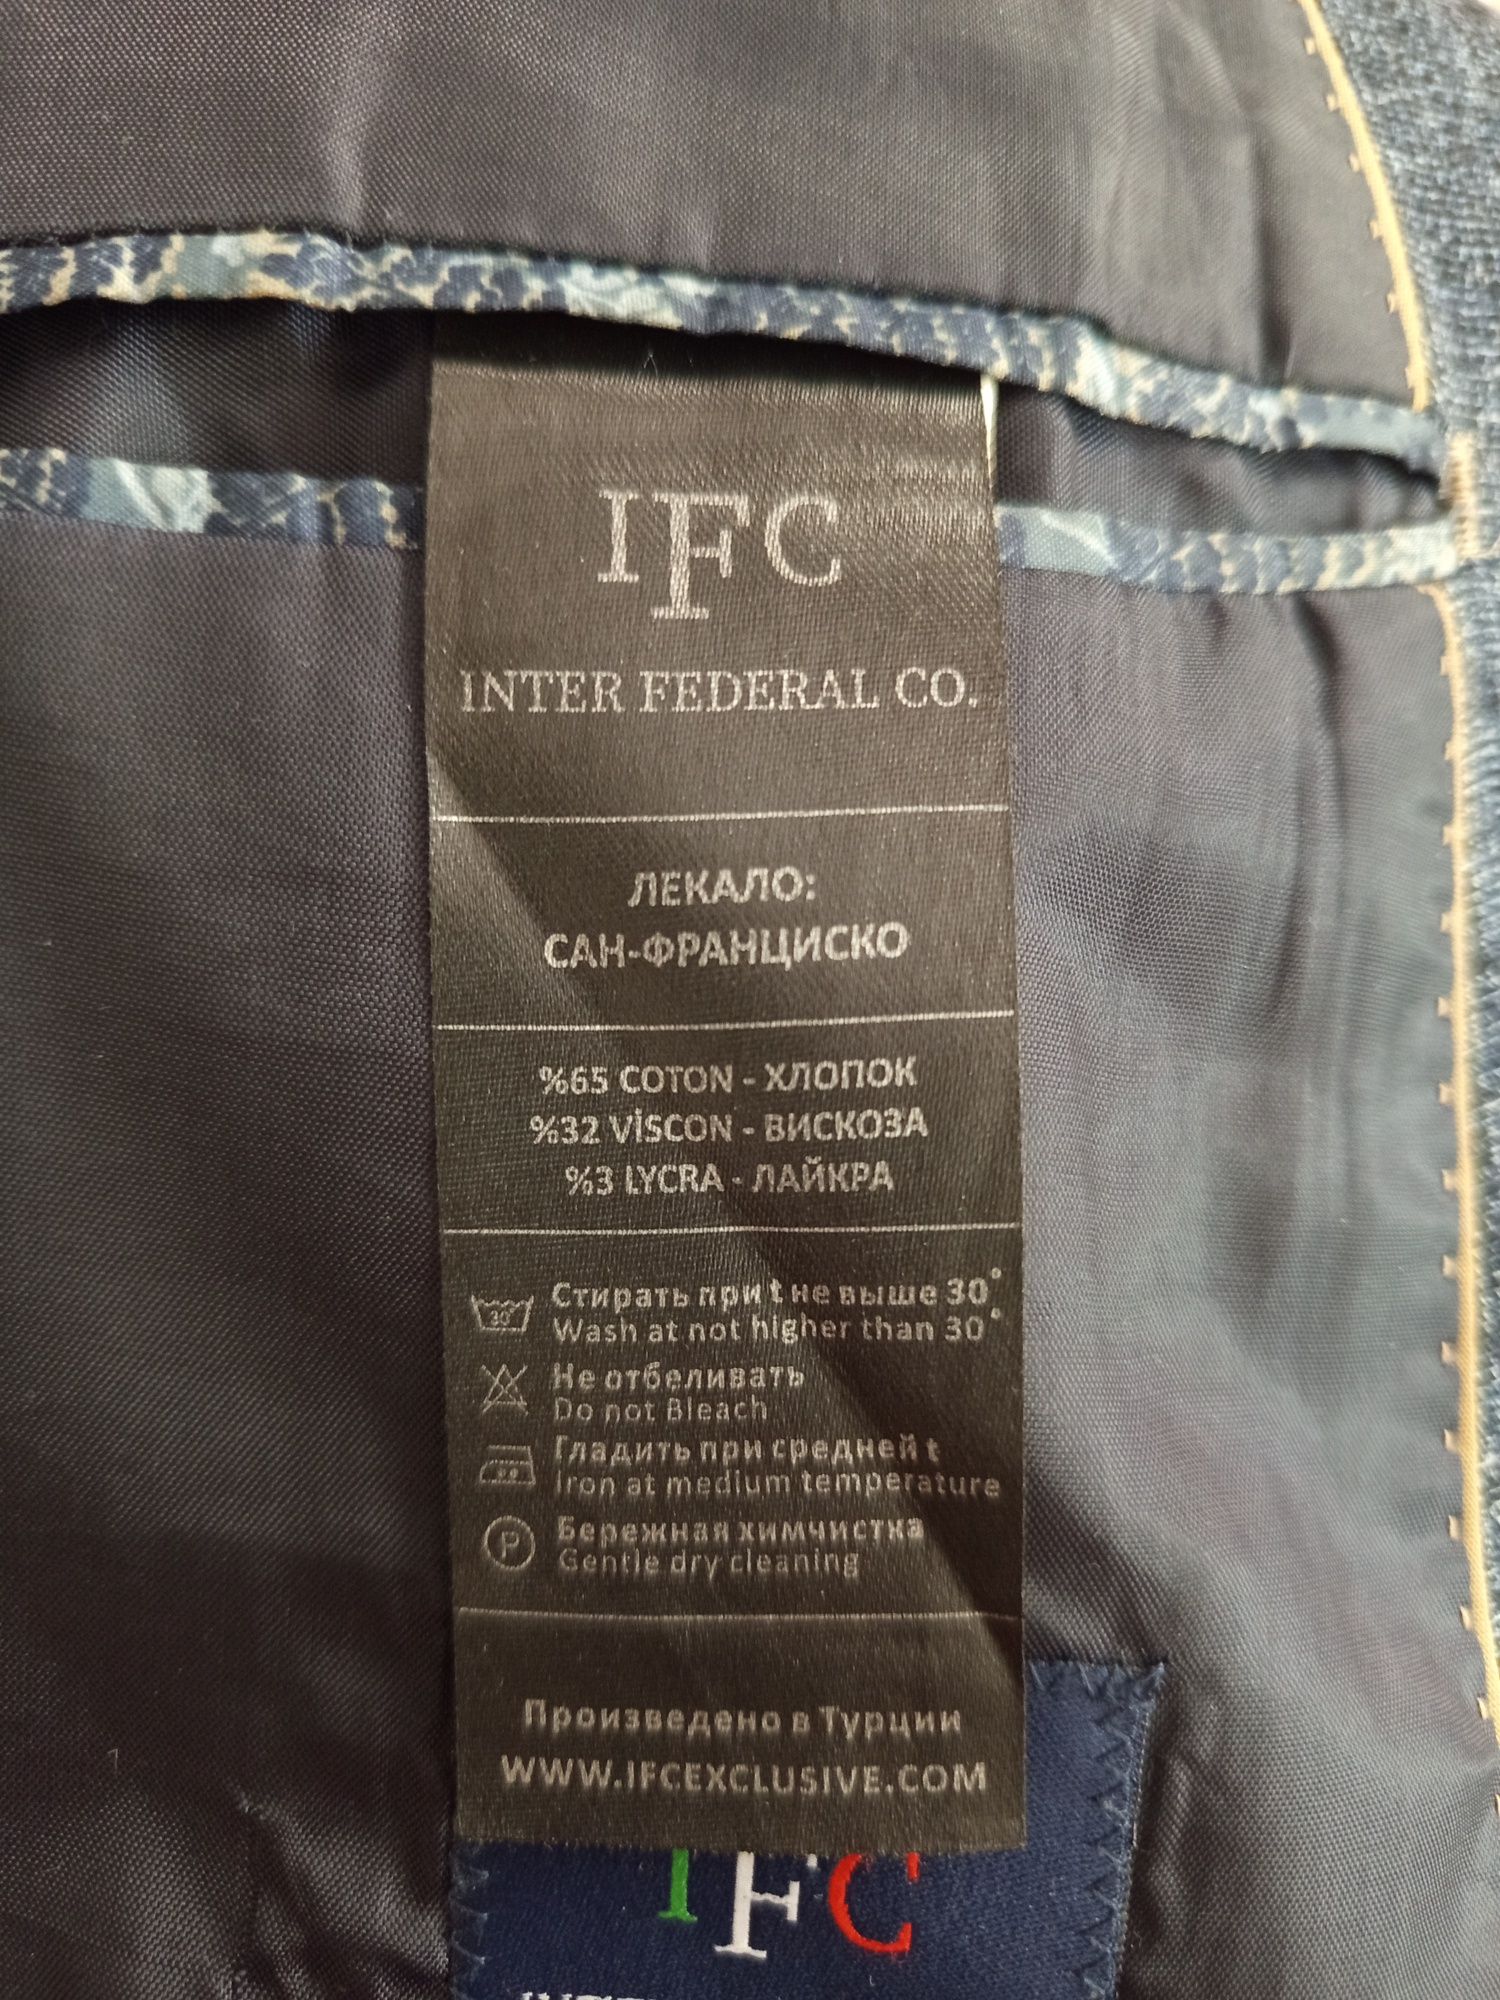 IFC
INTER FEDERAL CO.
ЛЕКАЛО:
САН-ФРАНЦИСКО
%65 COTON - ХЛОПОК
%32 VİSCON - ВИСКОЗА
%3 LYCRA - ЛАЙКРА
30°
Стирать при t не выше 30°
Wash at not higher than 30°
Не отбеливать
Do not Bleach
Гладить при средней t
Iron at medium temperature
P
Бережная химчистка
Gentle dry cleaning
Произведено в Турции
WWW.IFCEXCLUSIVE.COM
IFC